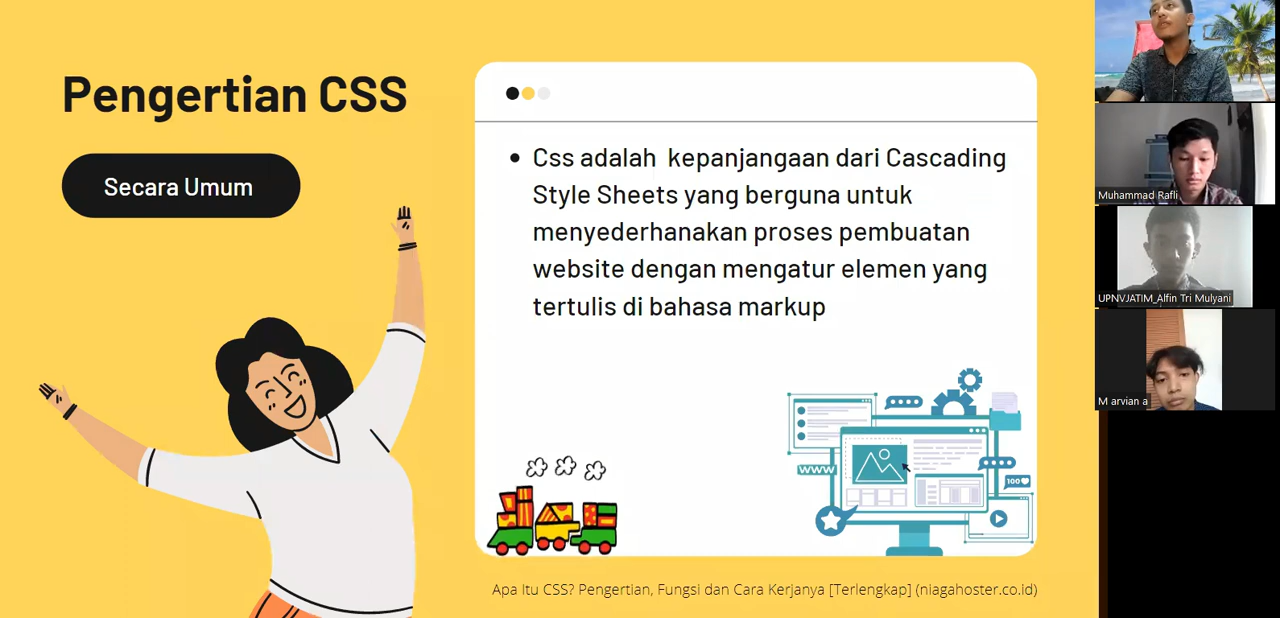 Pengertian CSS
Secara Umum
Css adalah kepanjangaan dari Cascading
Style Sheets yang berguna untuk
menyederhanakan proses pembuatan
website dengan mengatur elemen yang
tertulis di bahasa markup
WWW
100
Apa Itu CSS? Pengertian, Fungsi dan Cara Kerjanya [Terlengkap] (niagahoster.co.id)
Muhammad Rafli
UPNVJATIM_Alfin Tri Mulyani
M arvian a